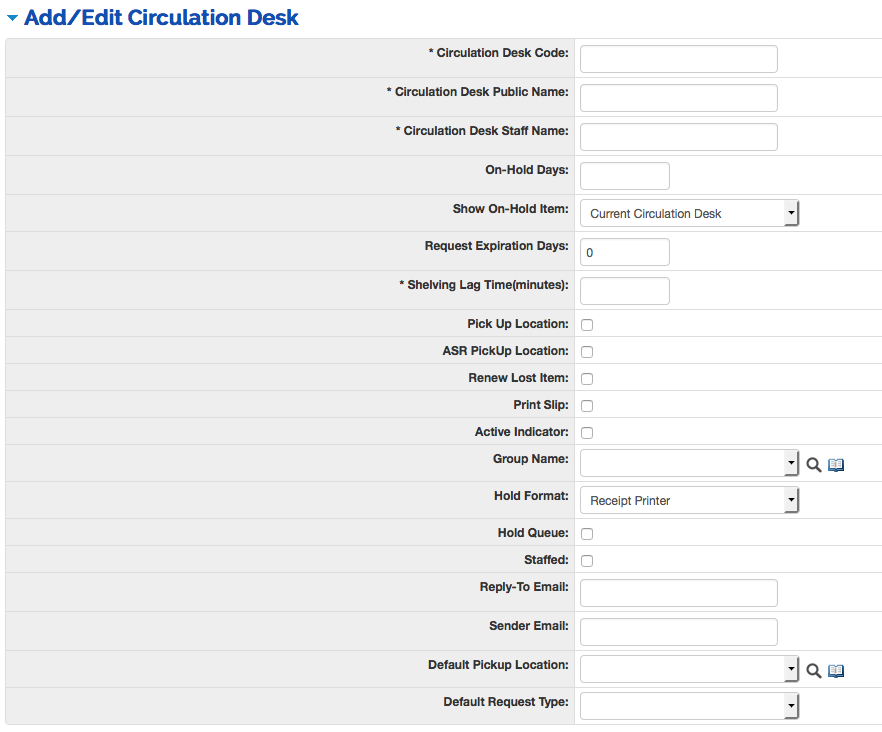 Add/Edit Circulation Desk
* Circulation Desk Code:
* Circulation Desk Public Name:
* Circulation Desk Staff Name:
On-Hold Days:
Show On-Hold Item: Current Circulation Desk
Request Expiration Days: 0
* Shelving Lag Time(minutes):
Pick Up Location:
ASR PickUp Location:
Renew Lost Item:
Print Slip:
Active Indicator:
Group Name:
Hold Format: Receipt Printer
Hold Queue:
Staffed:
Reply-To Email:
Sender Email:
Default Pickup Location:
Default Request Type: